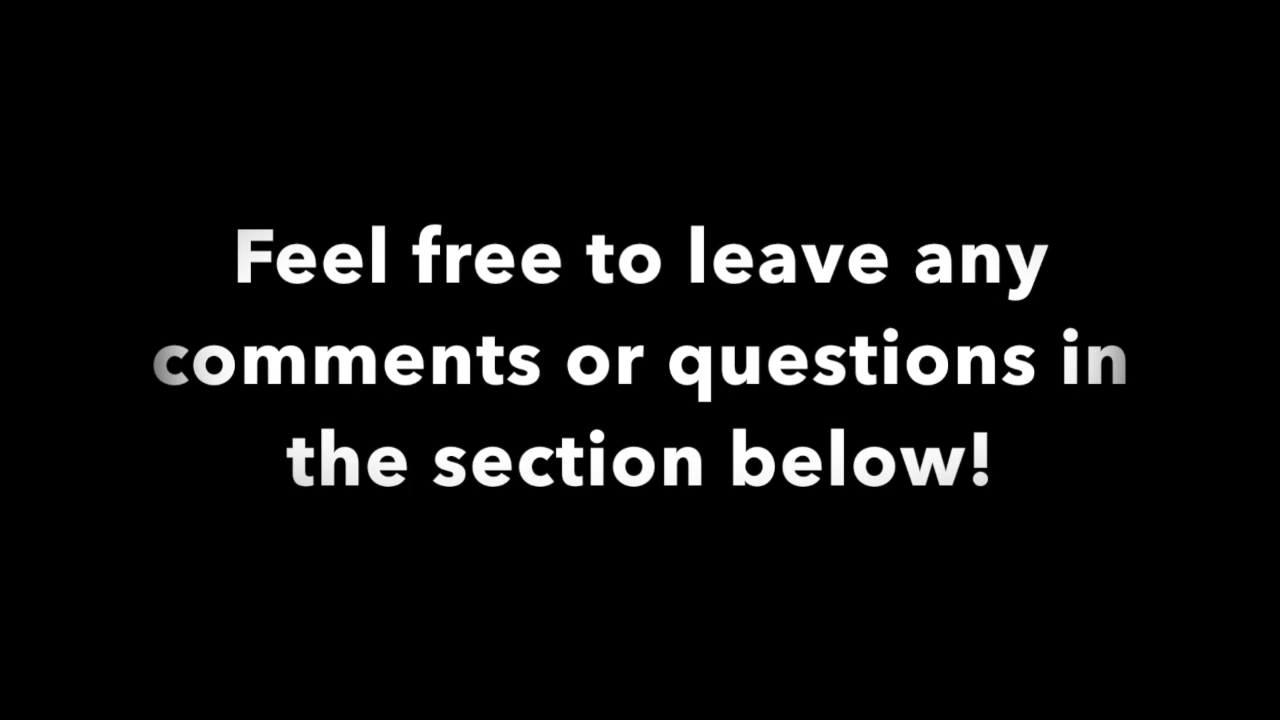 Feel free to leave any
comments or questions in
the section below!